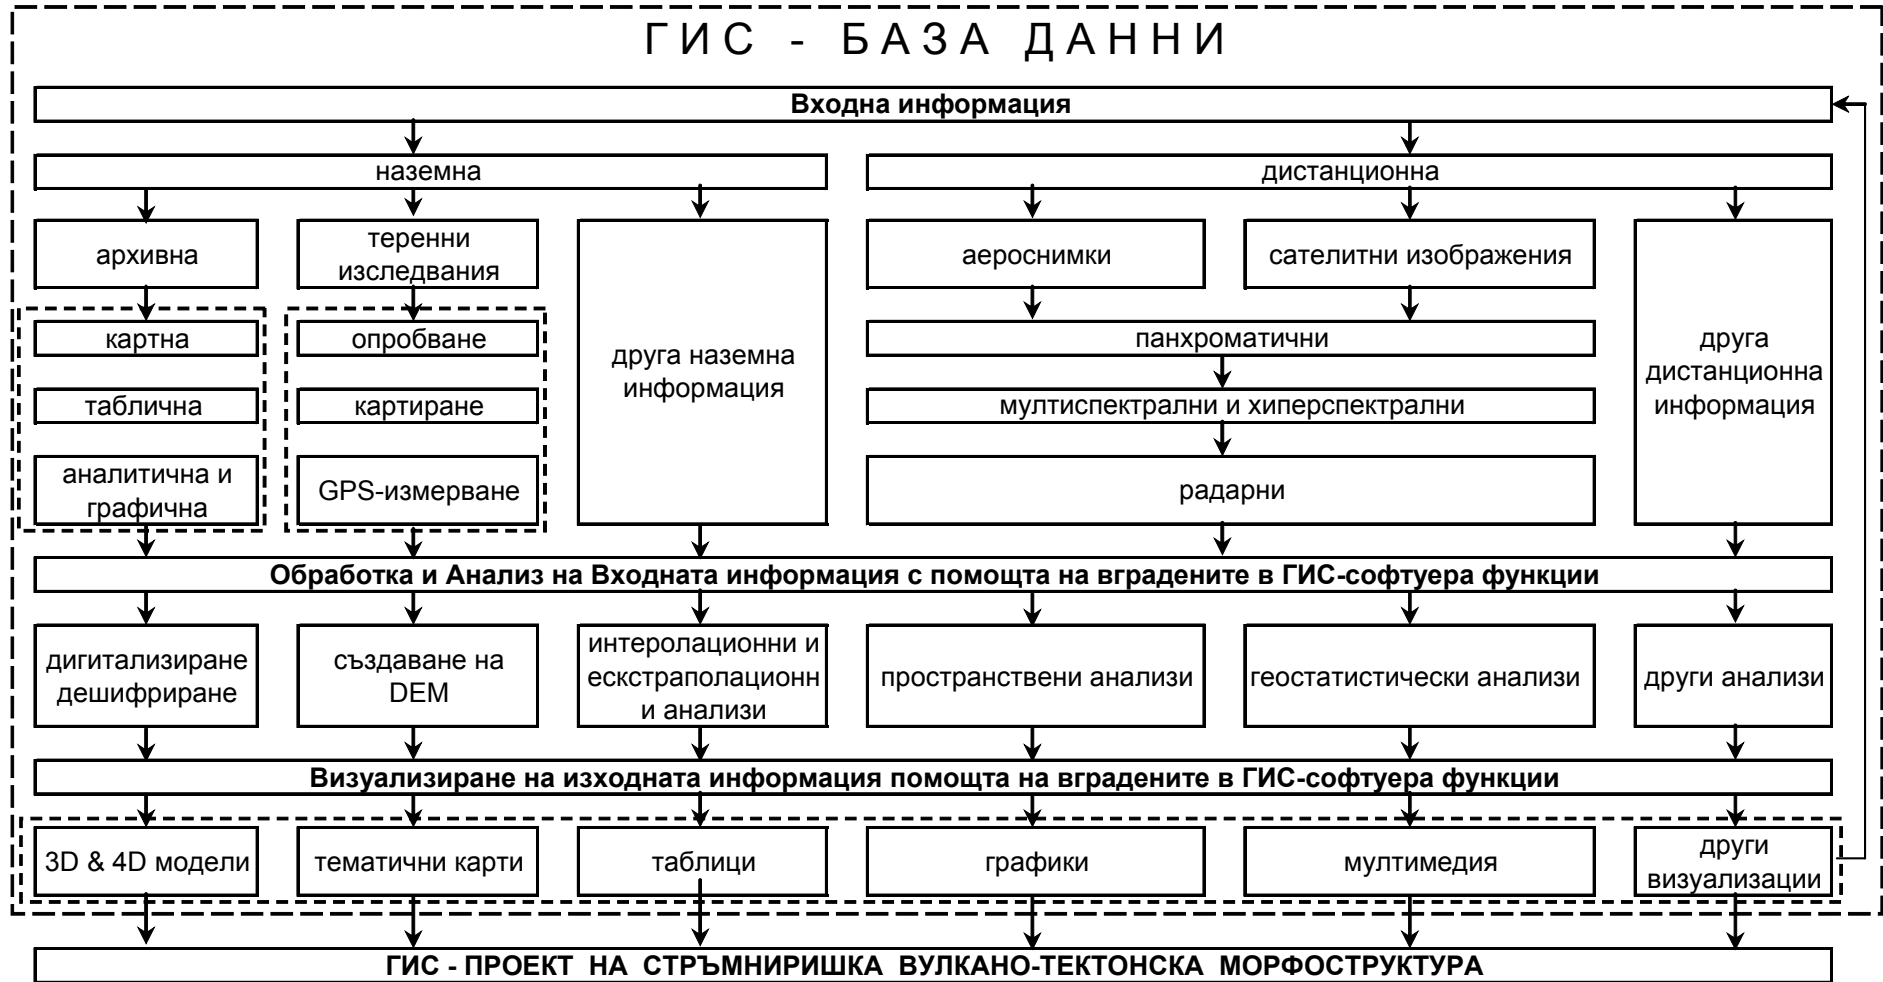 ГИС - БАЗА ДАННИ
Входна информация
наземна
дистанционна
архивна
теренни
изследвания
аероснимки
сателитни изображения
картна
таблична
аналитична и
графична
опробване
картиране
GPS-измерване
друга наземна
информация
панхроматични
мултиспектрални и хиперспектрални
радарни
друга
дистанционна
информация
Обработка и Анализ на Входната информация с помощта на вградените в ГИС-софтуера функции
дигитализиране
дешифриране
създаване на
DEM
интеролационни и
ескстраполационн
и анализи
пространствени анализи
геостатистически анализи
други анализи
Визуализиране на изходната информация помощта на вградените в ГИС-софтуера функции
3D & 4D модели
тематични карти
таблици
графики
мултимедия
други
визуализации
ГИС - ПРОЕКТ НА СТРЪМНИРИШКА ВУЛКАНО-ТЕКТОНСКА МОРФОСТРУКТУРА